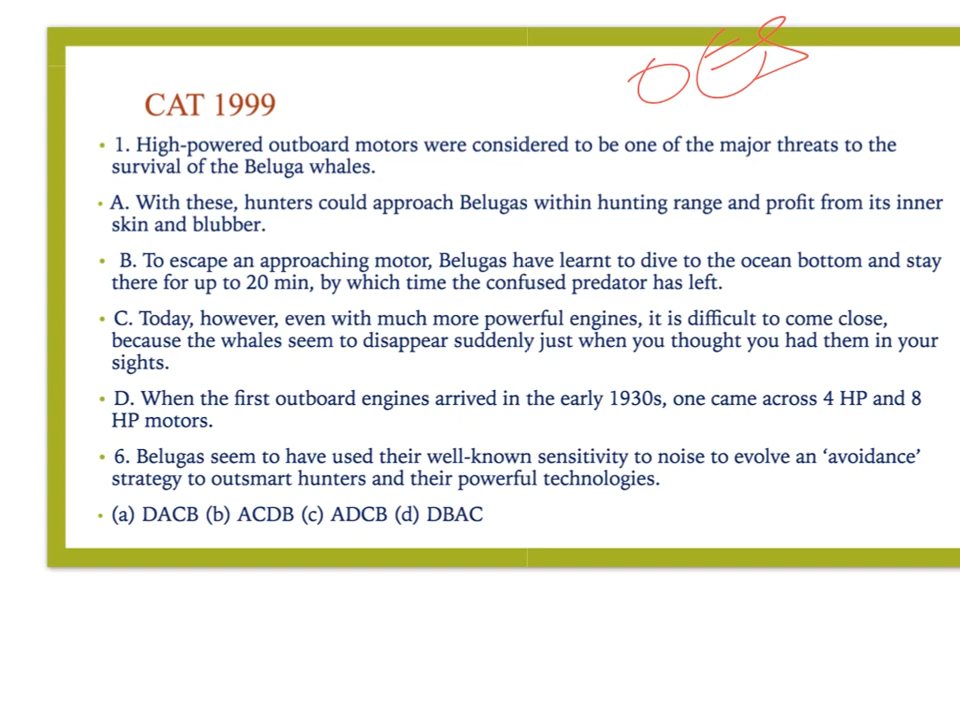 CAT 1999
• 1. High-powered outboard motors were considered to be one of the major threats to the
survival of the Beluga whales.
• A. With these, hunters could approach Belugas within hunting range and profit from its inner
skin and blubber.
• B. To escape an approaching motor, Belugas have learnt to dive to the ocean bottom and stay
there for up to 20 min, by which time the confused predator has left.
• C. Today, however, even with much more powerful engines, it is difficult to come close,
because the whales seem to disappear suddenly just when you thought you had them in your
sights.
• D. When the first outboard engines arrived in the early 1930s, one came across 4 HP and 8
HP motors.
• 6. Belugas seem to have used their well-known sensitivity to noise to evolve an ‘avoidance’
strategy to outsmart hunters and their powerful technologies.
• (a) DACB (b) ACDB (c) ADCB (d) DBAC